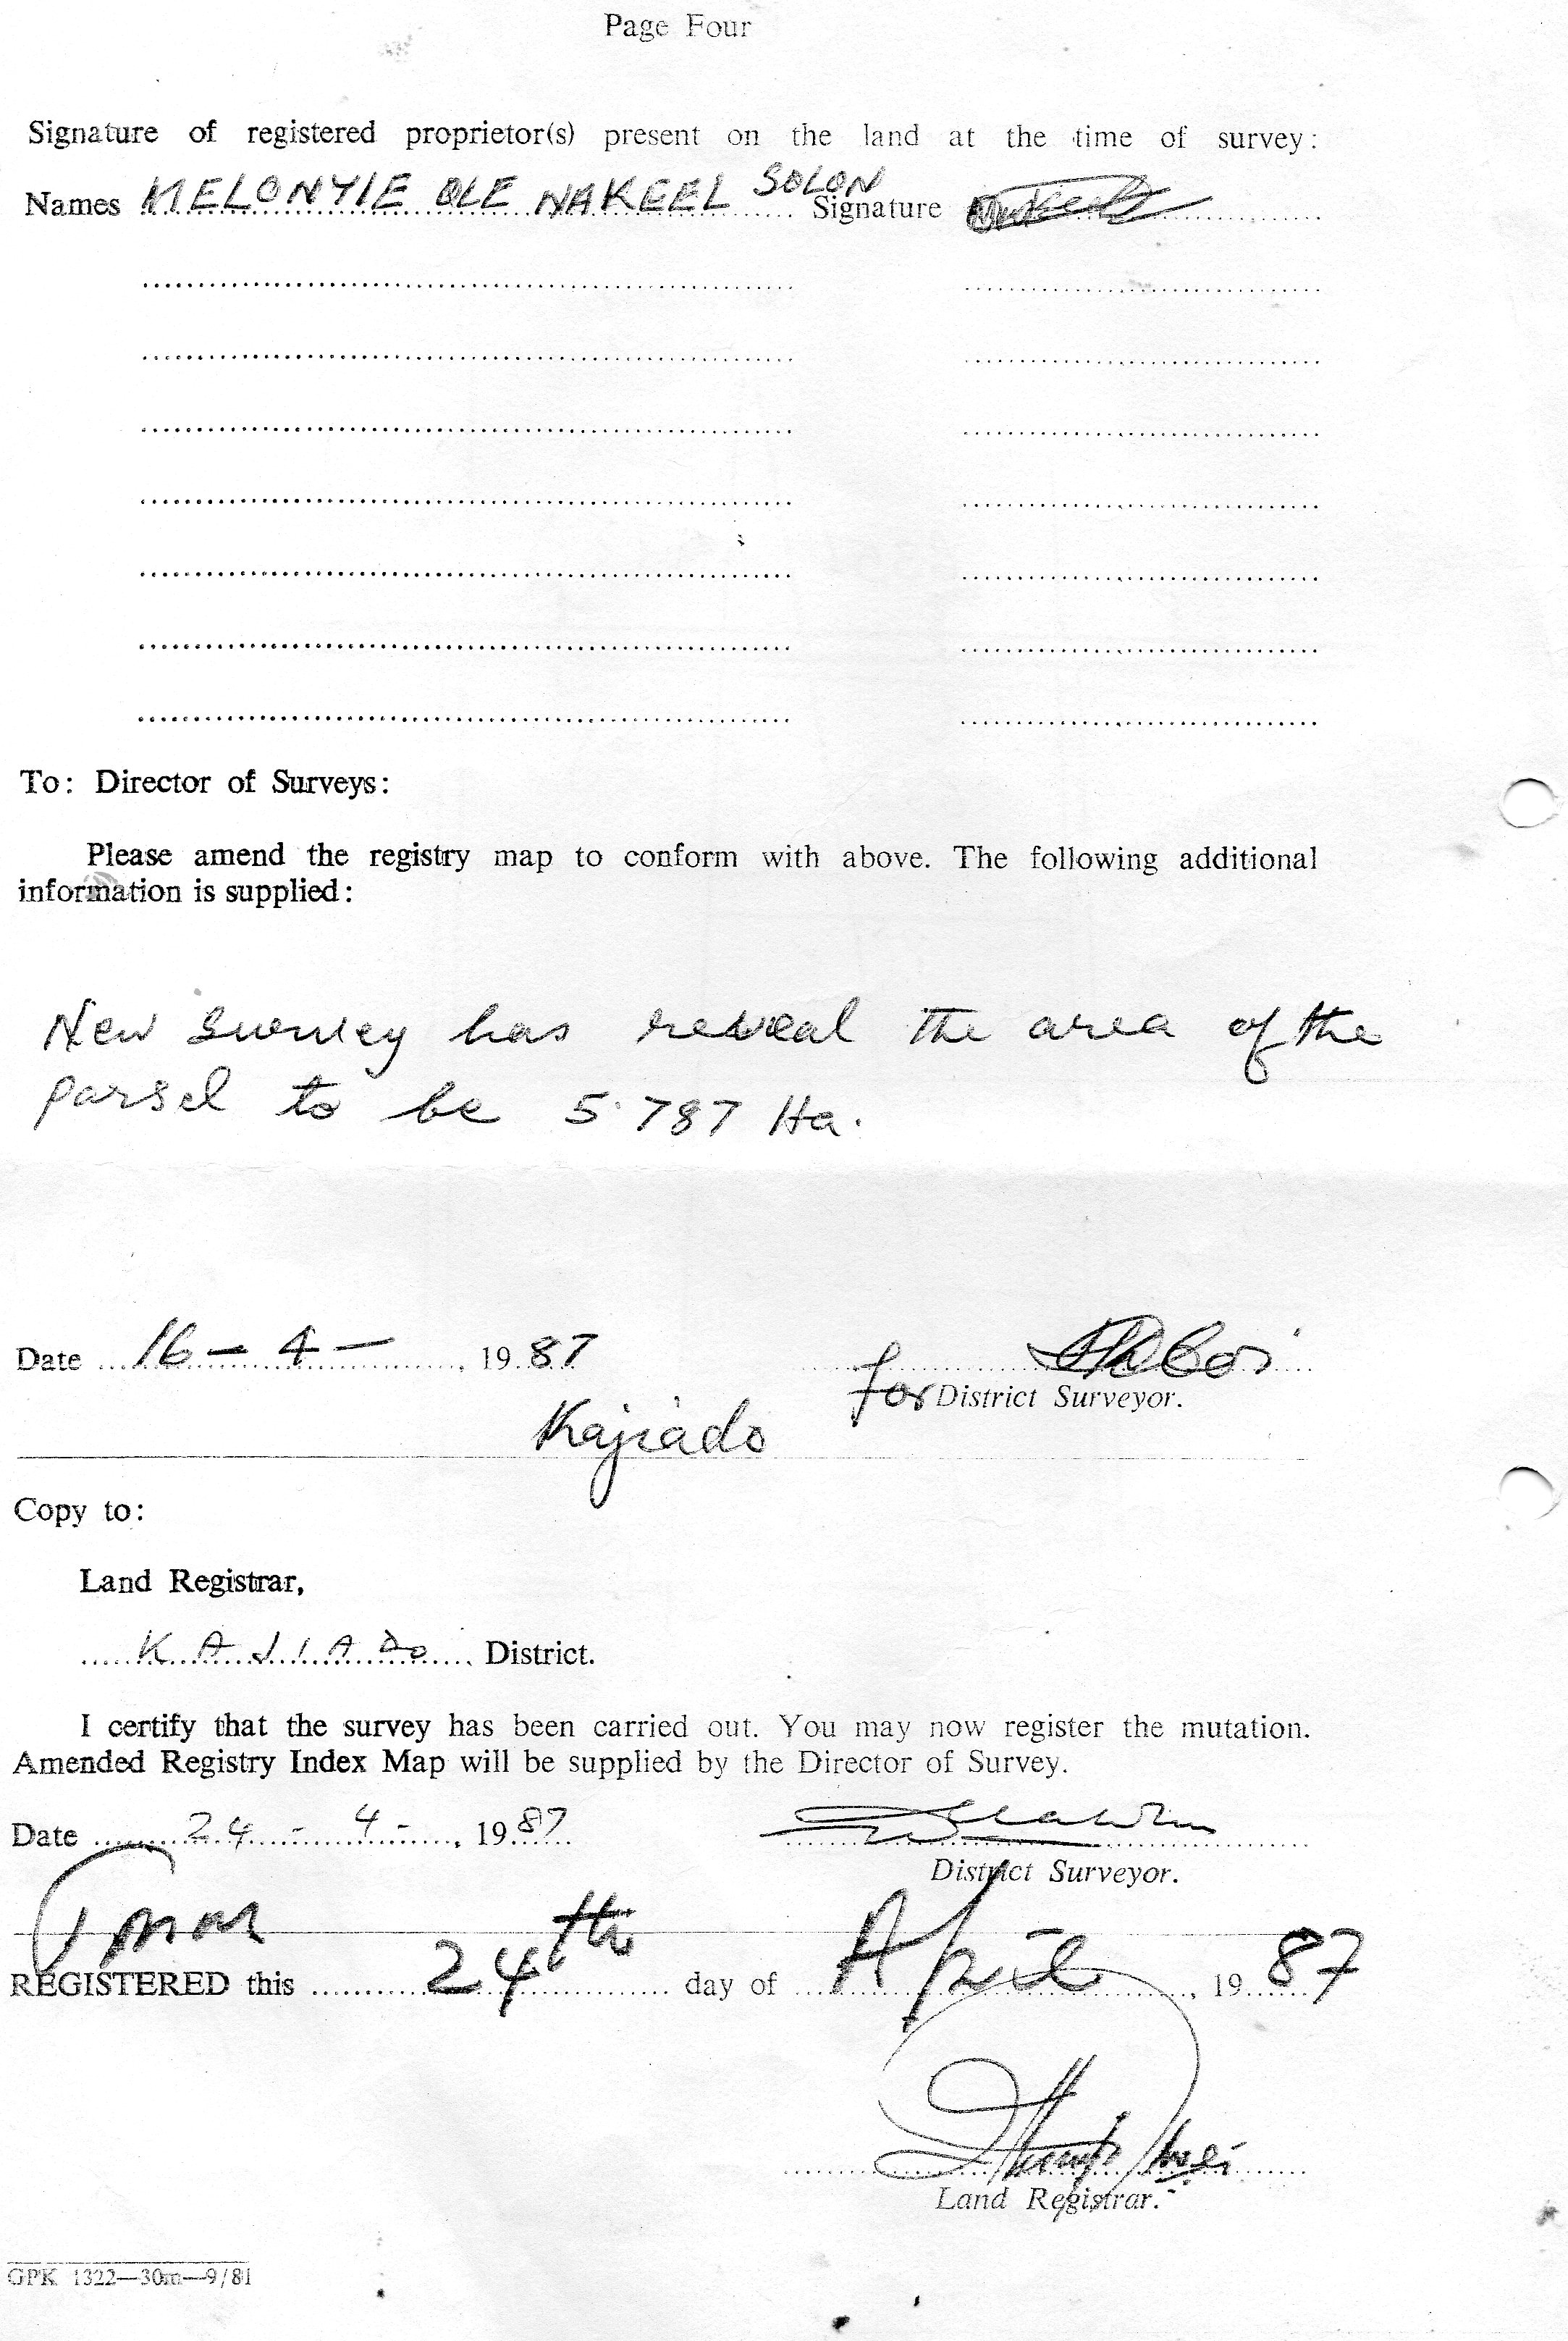 Page Four
Signature of registered proprietor(s) present on the land at the time of survey:
Names MELONYIE OLE NAKEEL SOLON Signature
To: Director of Surveys:
Please amend the registry map to conform with above. The following additional
information is supplied:
New survey has reveal the area of the
parsel to be 5.787 Ha.
Date 16-4-, 1987
for District Surveyor.
Kajiado
Copy to:
Land Registrar,
KAJIADO District.
I certify that the survey has been carried out. You may now register the mutation.
Amended Registry Index Map will be supplied by the Director of Survey.
Date 24-4-, 1987
District Surveyor.
REGISTERED this 24th day of April, 1987
Land Registrar.
GPK 1322—30m—9/81